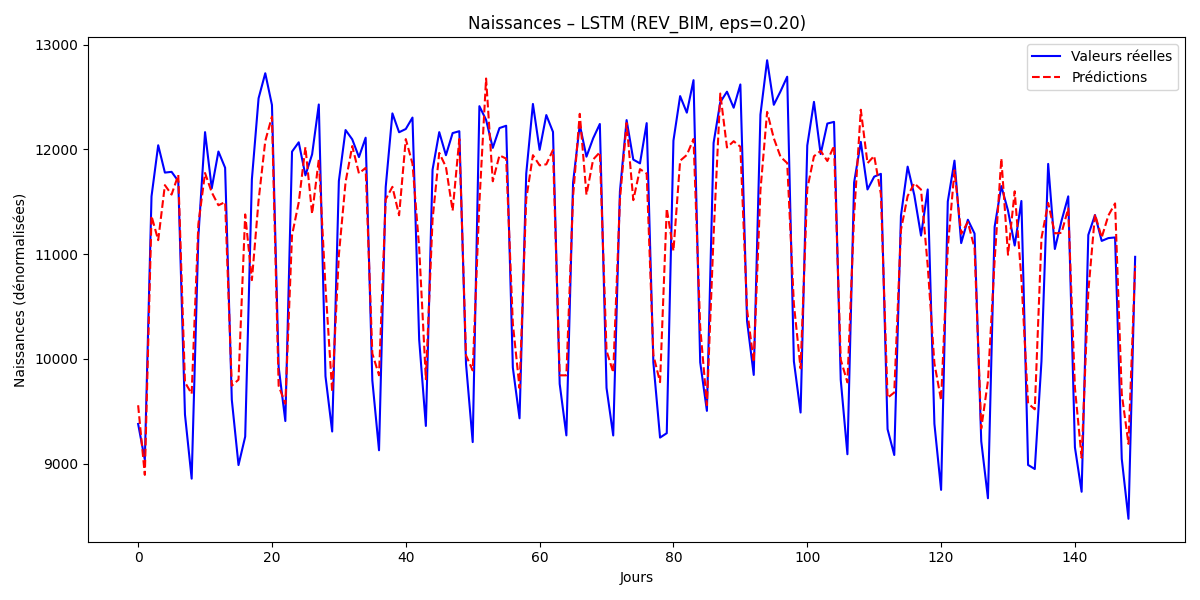 Naissances – LSTM (REV_BIM, eps=0.20)
Valeurs réelles
Prédictions
Naissances (dénormalisées)
13000
12000
11000
10000
9000
0 20 40 60 80 100 120 140
Jours